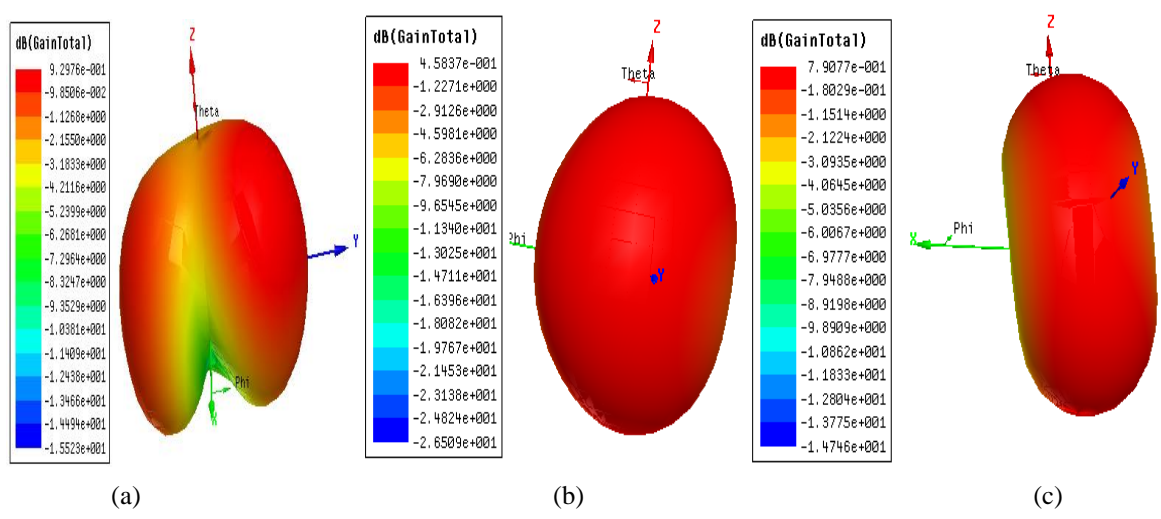 dB(GainTotal)
9.2976e-001
-9.8506e-002
-1.1268e+000
-2.1550e+000
-3.1833e+000
-4.2116e+000
-5.2399e+000
-6.2681e+000
-7.2964e+000
-8.3247e+000
-9.3529e+000
-1.0381e+001
-1.1409e+001
-1.2438e+001
-1.3466e+001
-1.4494e+001
-1.5523e+001
Z
Theta
Y
Phi
X
dB(GainTotal)
4.5837e-001
-1.2271e+000
-2.9126e+000
-4.5981e+000
-6.2836e+000
-7.9690e+000
-9.6545e+000
-1.1340e+001
-1.3025e+001
-1.4711e+001
-1.6396e+001
-1.8082e+001
-1.9767e+001
-2.1453e+001
-2.3138e+001
-2.4824e+001
-2.6509e+001
Z
Theta
Phi
Y
dB(GainTotal)
7.9077e-001
-1.8029e-001
-1.1514e+000
-2.1224e+000
-3.0935e+000
-4.0645e+000
-5.0356e+000
-6.0067e+000
-6.9777e+000
-7.9488e+000
-8.9198e+000
-9.8909e+000
-1.0862e+001
-1.1833e+001
-1.2804e+001
-1.3775e+001
-1.4746e+001
Z
Theta
Y
X
Phi
(a)
(b)
(c)